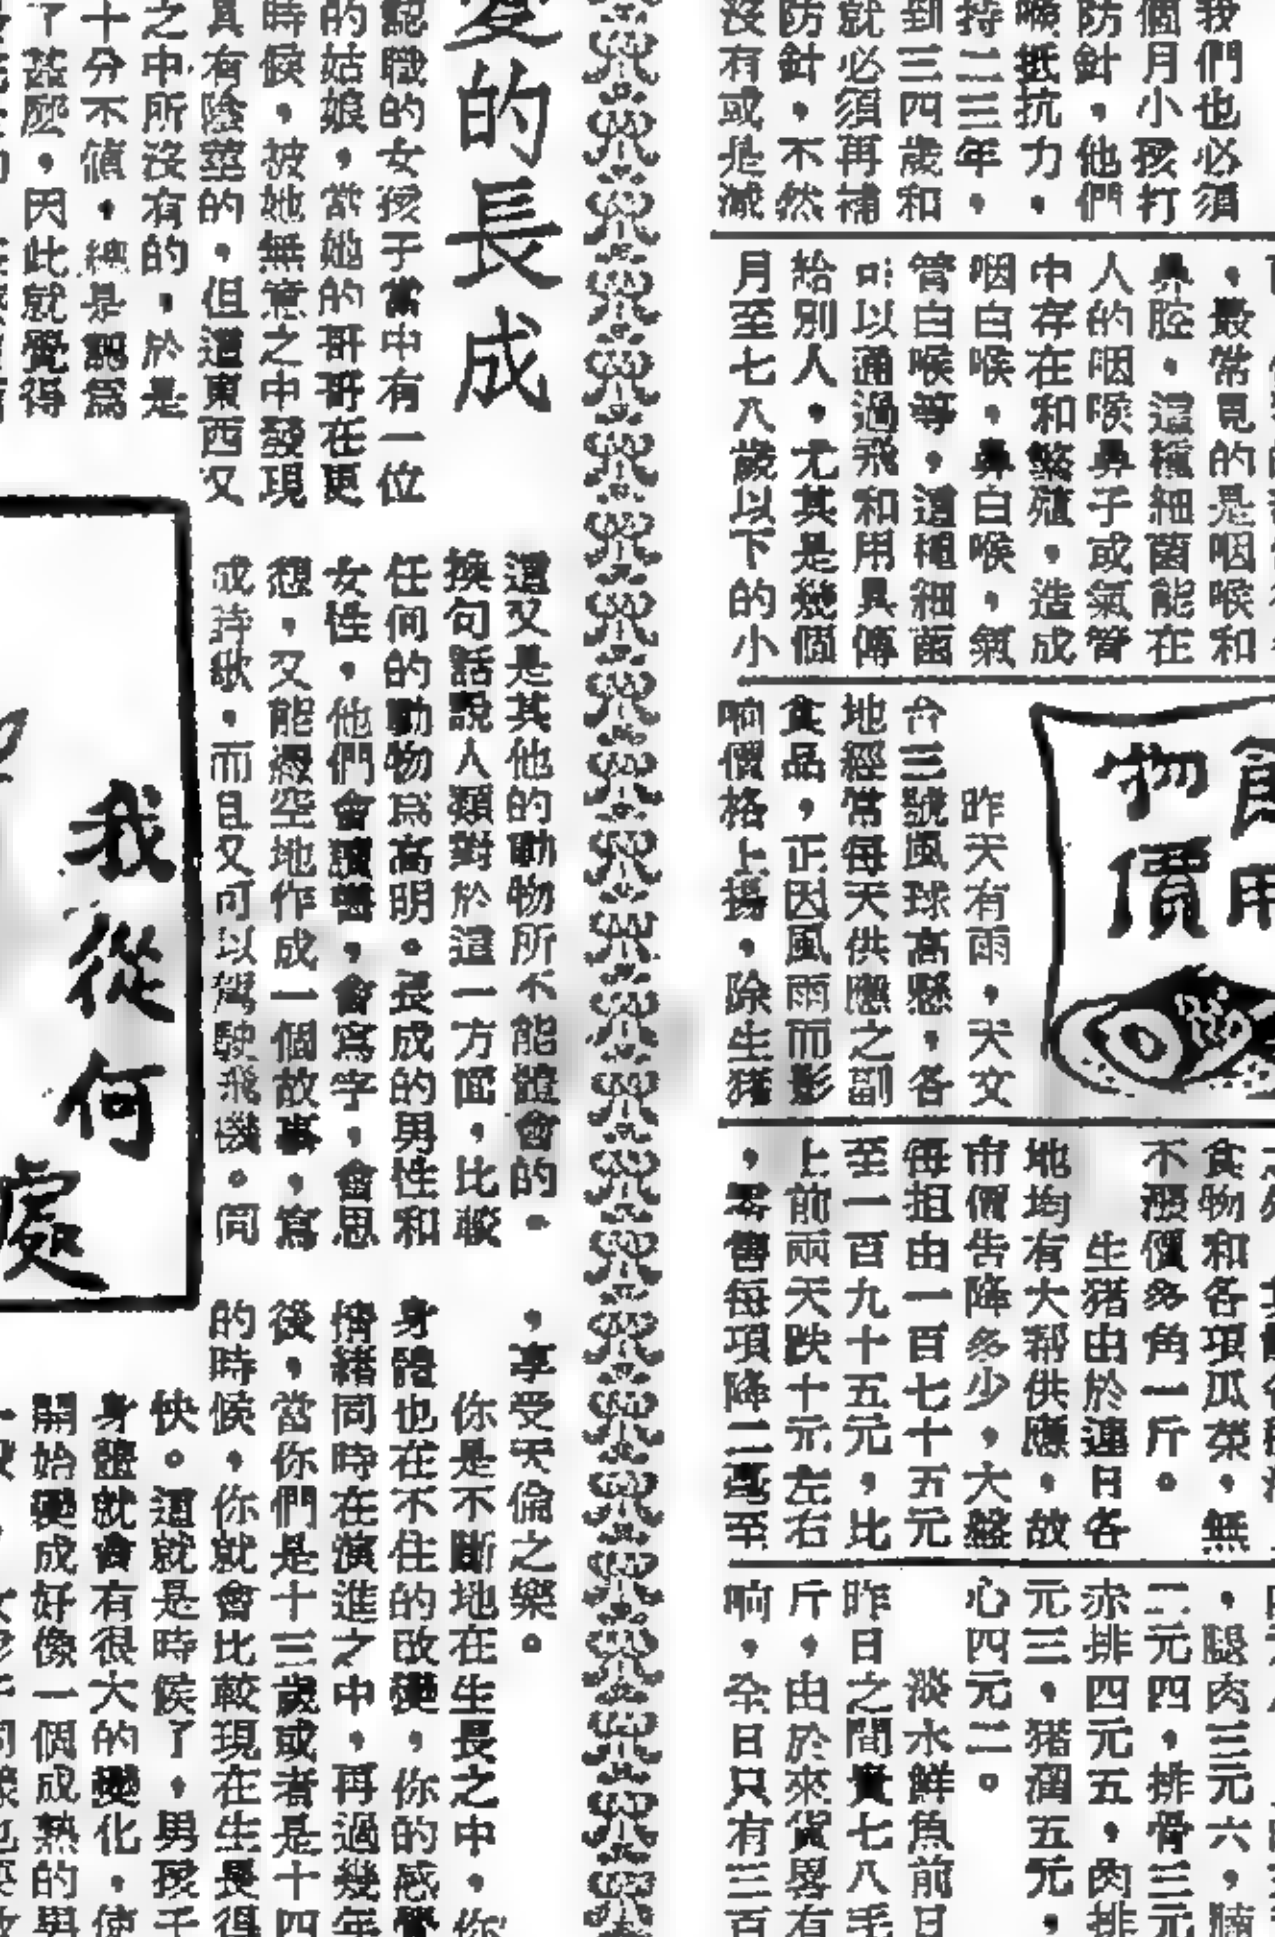 我們也必須
個月小孩打
防針，他們
喉抵抗力，
持二三年，
到三四歲和
就必須再補
防針，不然
沒有或是減
，最常見的是咽喉和
鼻腔，這種細菌能在
人的咽喉鼻子或氣管
中存在和繁殖，造成
咽白喉，鼻白喉，氣
管白喉等，這種細菌
可以通過飛和用具傳
給別人，尤其是幾個
月至七八歲以下的小
物價
昨天有雨，天文
台三號風球高懸，各
地經常每天供應之副
食品，正因風雨而影
响價格上揚，除生猪
食物和各項瓜菜，無
不漲價多角一斤。
生猪由於連日各
地均有大幫供應，故
市價告降多少，大盤
每担由一百七十五元
至一百九十五元，比
上前兩天跌十元左右
，零售每項降二毫至
，腿肉三元六，腩
二元四，排骨三元
赤排四元五，肉排
元三，猪潤五元，
心四元二。
淡水鮮魚前日
昨日之間貴七八毛
斤，由於來貨畧有
响，全日只有三百
的長成
認職的女孩子當中有一位
的姑娘，當她的哥哥在更
時候，被她無意之中發現
具有陰莖的，但這東西又
之中所沒有的，於是
十分不值，總是認爲
了甚麽，因此就覺得
這又是其他的動物所不能體會的，
換句話說人類對於這一方面，比較
任何的動物爲高明。長成的男性和
女性，他們會讀書，會寫字，會思
想，又能憑空地作成一個故事，寫
成詩歌，而且又可以駕駛飛機。同
我從何處
，享受天倫之樂。
你是不斷地在生長之中，你
身體也在不住的改變，你的感覺
情緒同時在演進之中，再過幾年
後，當你們是十三歲或者是十四
的時候，你就會比較現在生長得
快。這就是時候了，男孩子
身體就會有很大的變化，使
開始變成好像一個成熟的男